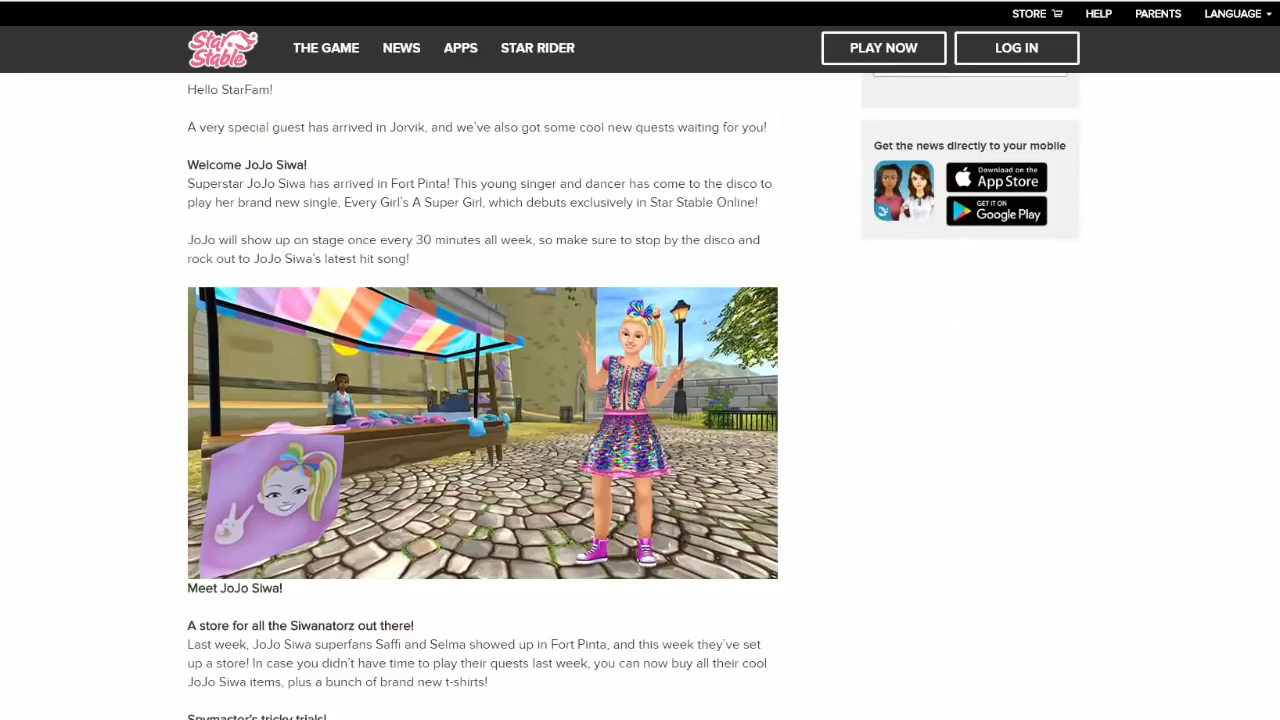 STORE HELP PARENTS LANGUAGE
Star Stable THE GAME NEWS APPS STAR RIDER PLAY NOW LOG IN
Hello StarFam!
A very special guest has arrived in Jorvik, and we've also got some cool new quests waiting for you!
Welcome JoJo Siwa!
Superstar JoJo Siwa has arrived in Fort Pinta! This young singer and dancer has come to the disco to
play her brand new single, Every Girl's A Super Girl, which debuts exclusively in Star Stable Online!
JoJo will show up on stage once every 30 minutes all week, so make sure to stop by the disco and
rock out to JoJo Siwa's latest hit song!
Meet JoJo Siwa!
A store for all the Siwanatorz out there!
Last week, JoJo Siwa superfans Saffi and Selma showed up in Fort Pinta, and this week they've set
up a store! In case you didn't have time to play their quests last week, you can now buy all their cool
JoJo Siwa items, plus a bunch of brand new t-shirts!
Spymaster's tricky trials!
Get the news directly to your mobile
Download on the
App Store
GET IT ON
Google Play